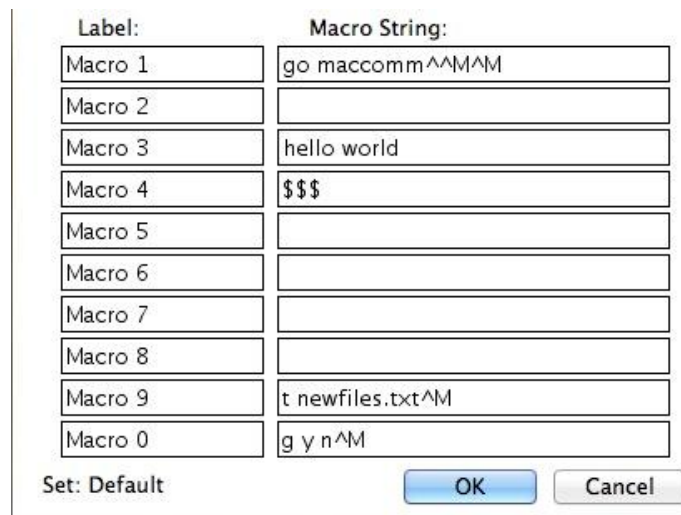 Label: Macro String:
Macro 1 go maccomm^^M^M
Macro 2
Macro 3 hello world
Macro 4 $$$
Macro 5
Macro 6
Macro 7
Macro 8
Macro 9 t newfiles.txt^M
Macro 0 g y n^M
Set: Default OK Cancel